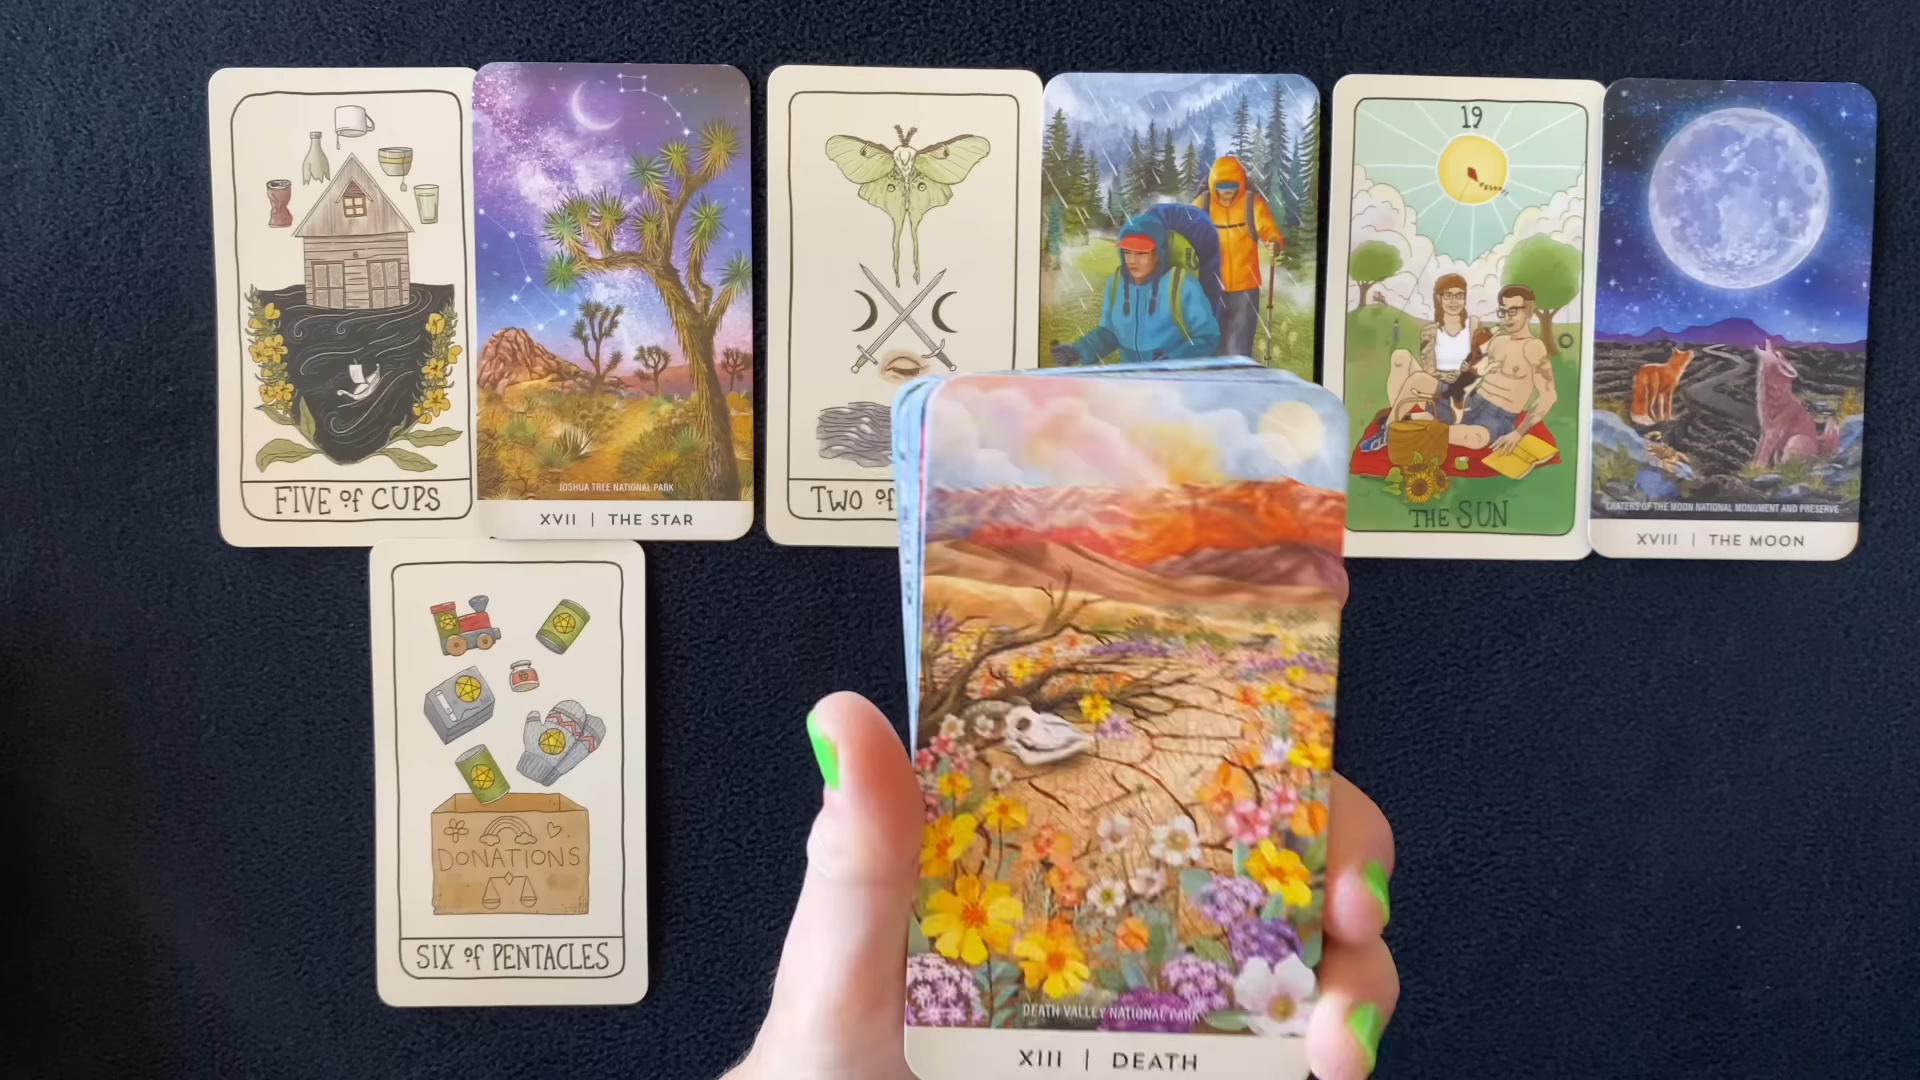 FIVE of CUPS
JOSHUA TREE NATIONAL PARK
XVII | THE STAR
TWO of
19
THE SUN
CRATERS OF THE MOON NATIONAL MONUMENT AND PRESERVE
XVIII | THE MOON
DONATIONS
SIX of PENTACLES
DEATH VALLEY NATIONAL PARK
XIII | DEATH